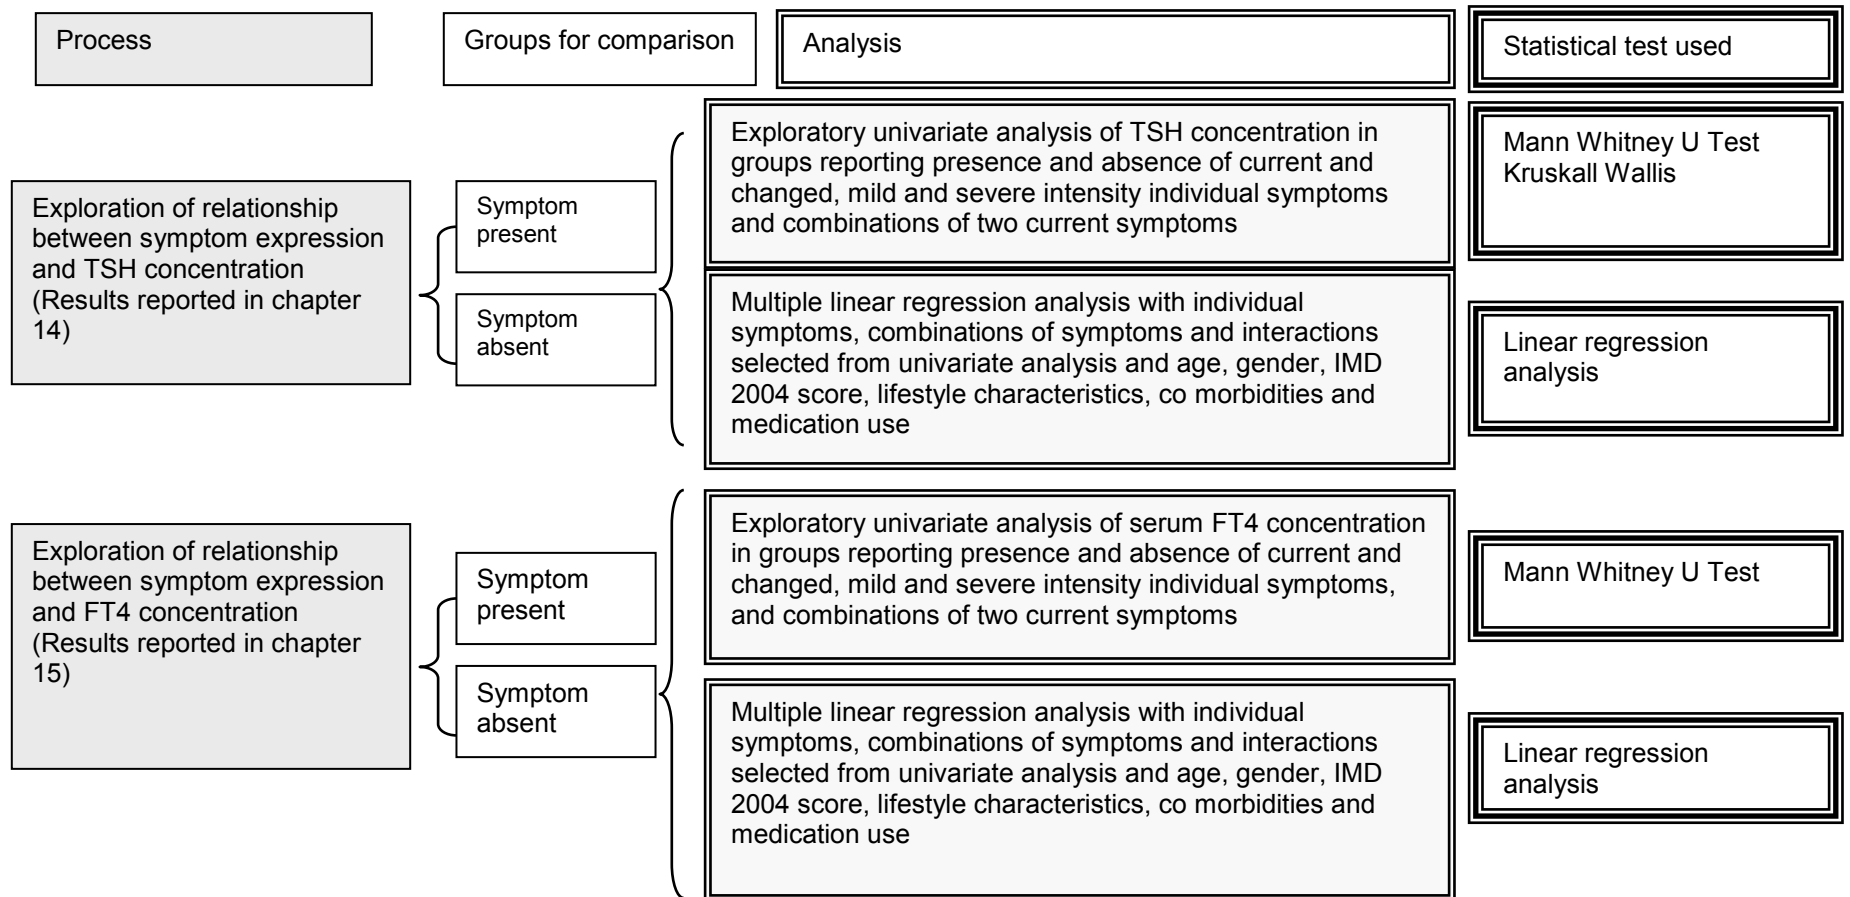 Process
Groups for comparison
Analysis
Statistical test used
Exploration of relationship
between symptom expression
and TSH concentration
(Results reported in chapter
14)
Symptom
present
Symptom
absent
Exploratory univariate analysis of TSH concentration in
groups reporting presence and absence of current and
changed, mild and severe intensity individual symptoms
and combinations of two current symptoms
Mann Whitney U Test
Kruskall Wallis
Multiple linear regression analysis with individual
symptoms, combinations of symptoms and interactions
selected from univariate analysis and age, gender, IMD
2004 score, lifestyle characteristics, co morbidities and
medication use
Linear regression
analysis
Exploration of relationship
between symptom expression
and FT4 concentration
(Results reported in chapter
15)
Symptom
present
Symptom
absent
Exploratory univariate analysis of serum FT4 concentration
in groups reporting presence and absence of current and
changed, mild and severe intensity individual symptoms,
and combinations of two current symptoms
Mann Whitney U Test
Multiple linear regression analysis with individual
symptoms, combinations of symptoms and interactions
selected from univariate analysis and age, gender, IMD
2004 score, lifestyle characteristics, co morbidities and
medication use
Linear regression
analysis